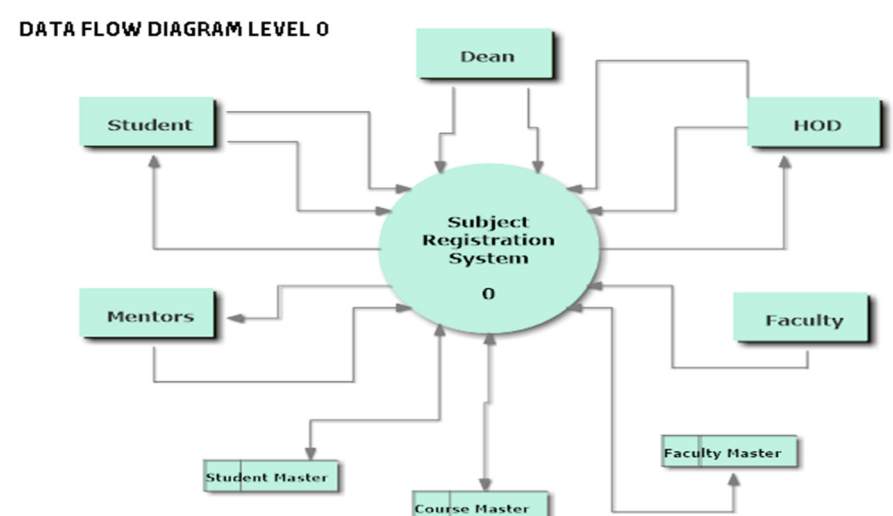 DATA FLOW DIAGRAM LEVEL 0
Dean
Student
HOD
Subject
Registration
System
0
Mentors
Faculty
Faculty Master
Student Master
Course Master